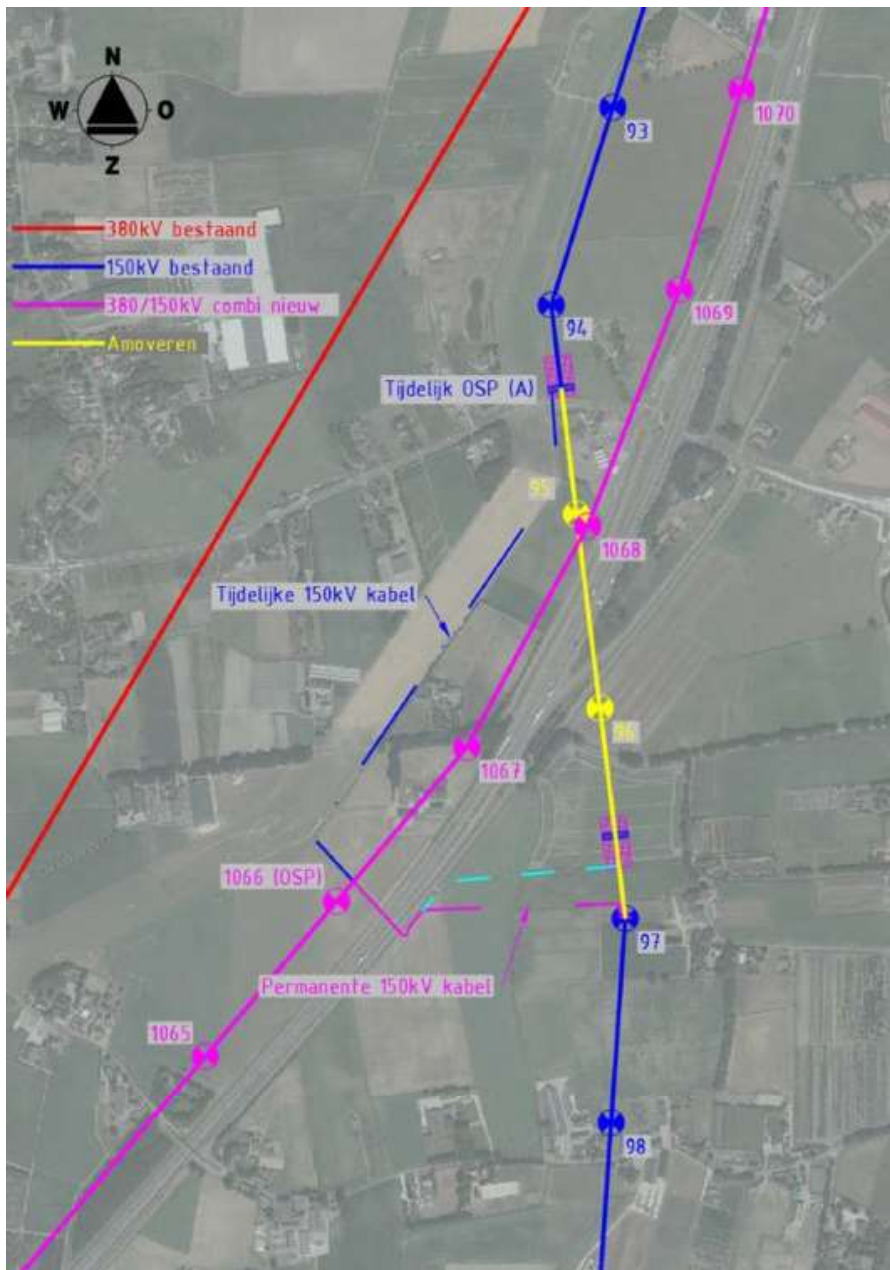 N
W O
Z
93
1070
380kV bestaand
150kV bestaand
380/150kV combi nieuw
Amoveren
1069
94
Tijdelijk OSP (A)
95
1068
Tijdelijke 150kV kabel
96
1067
1066 (OSP)
97
Permanente 150kV kabel
1065
98